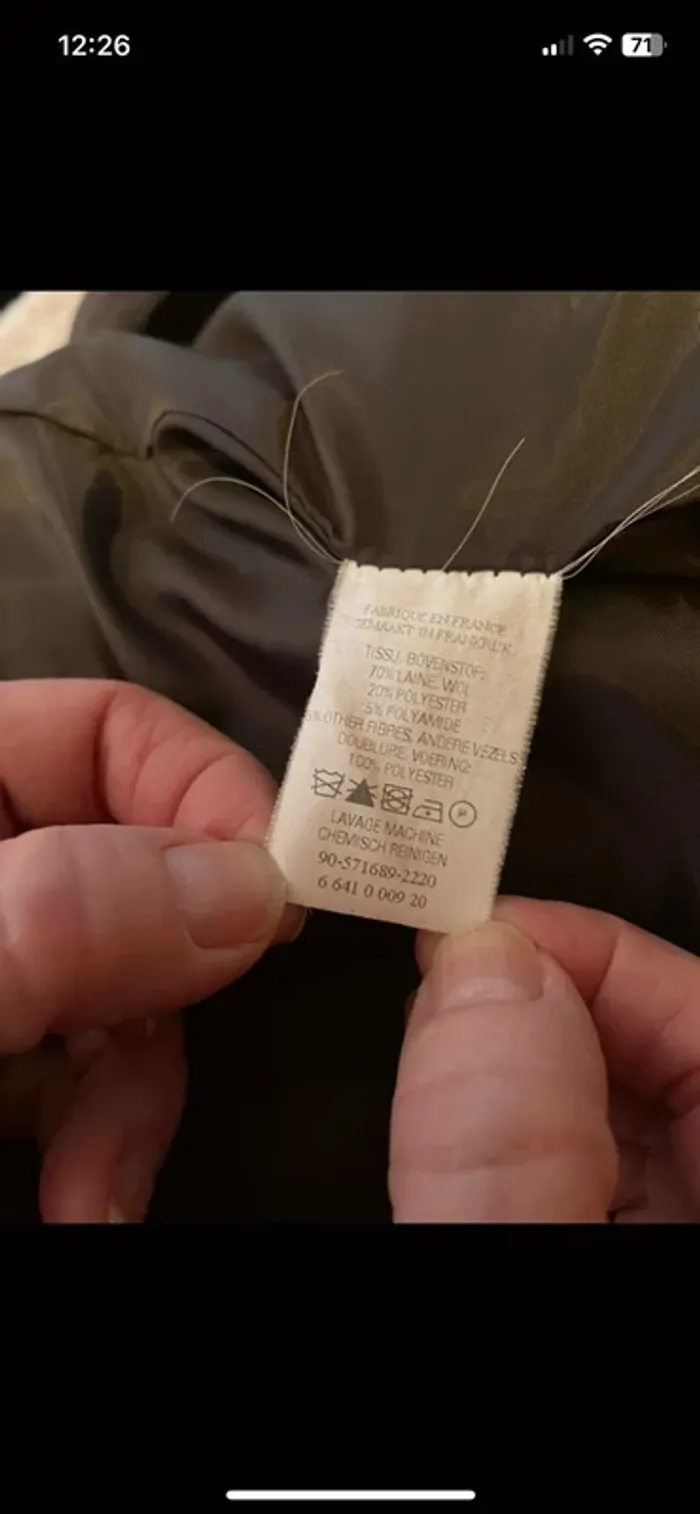 12:26
71
FABRIQUE EN FRANCE
GEMAAKT IN FRANKRIJK
TISSU. BOVENSTOF:
70% LAINE. WOL
20% POLYESTER
5% POLYAMIDE
5% OTHER FIBRES. ANDERE VEZELS
DOUBLURE. VOERING:
100% POLYESTER
P
LAVAGE MACHINE
CHEMISCH REINIGEN
90-571689-2220
6 641 0 009 20